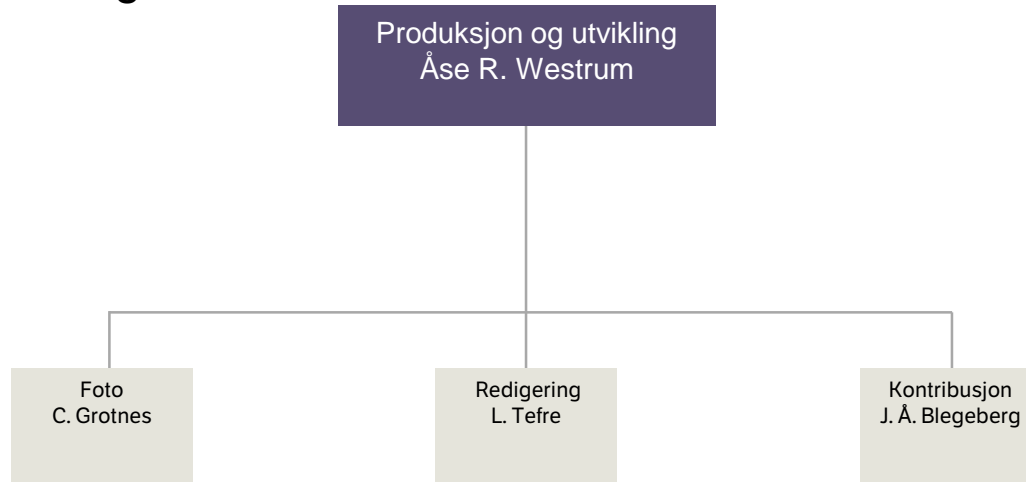 Produksjon og utvikling
Åse R. Westrum
Foto
C. Grotnes
Redigering
L. Tefre
Kontribusjon
J. Å. Blegeberg